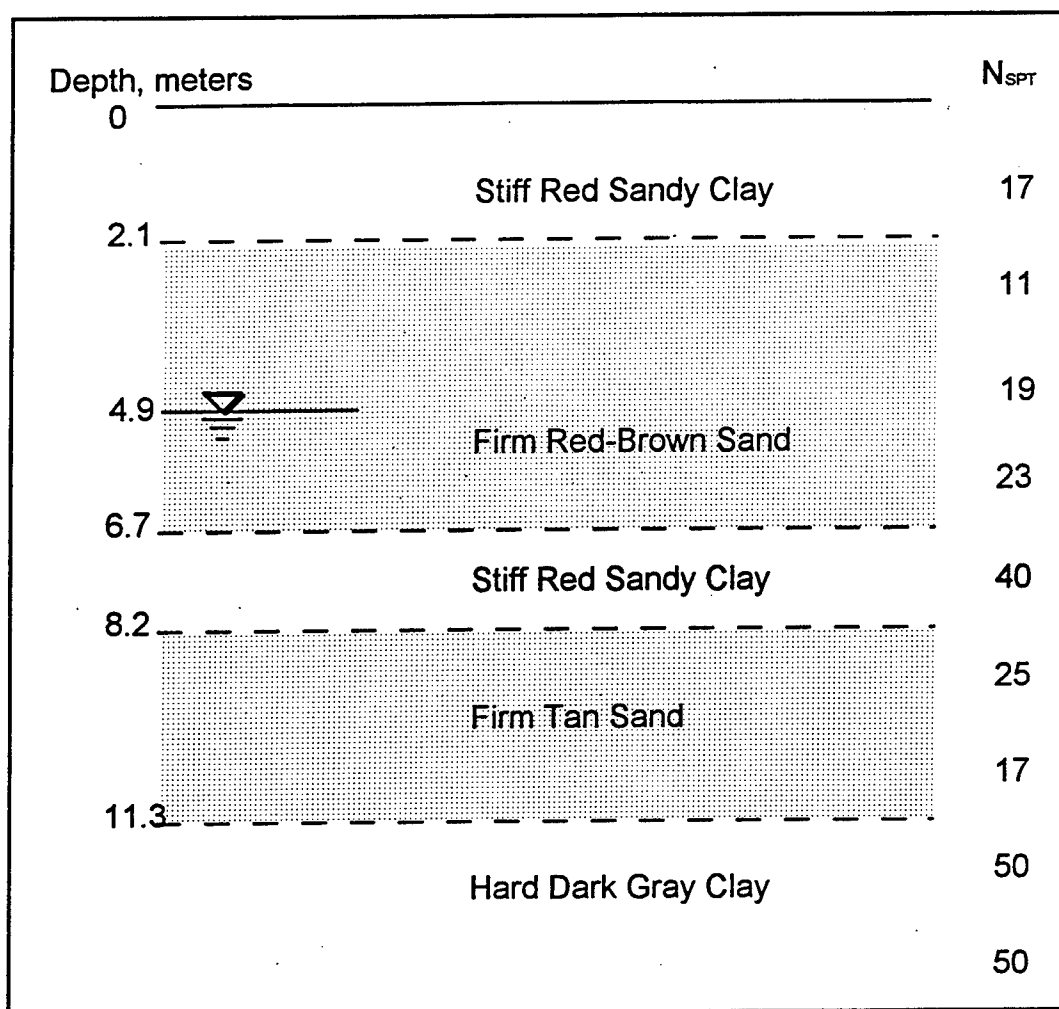 Depth, meters NSPT
0
Stiff Red Sandy Clay 17
2.1
11
4.9 19
Firm Red-Brown Sand
23
6.7
Stiff Red Sandy Clay 40
8.2
25
Firm Tan Sand
17
11.3
50
Hard Dark Gray Clay
50